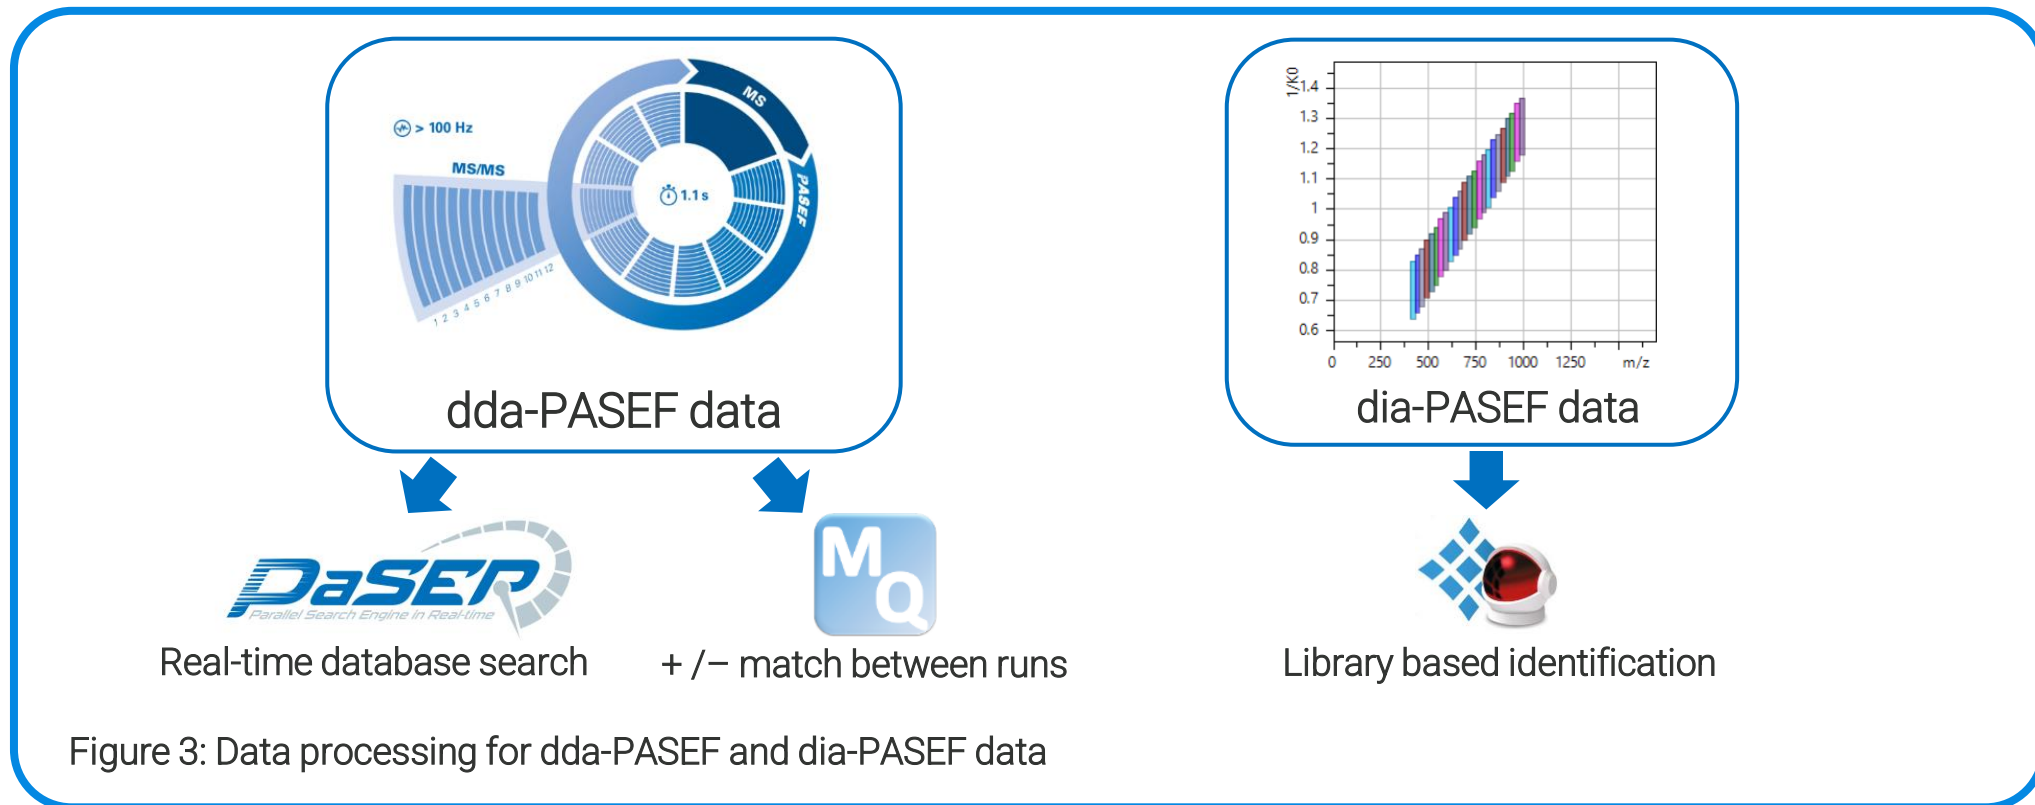 > 100 Hz
MS/MS
1 2 3 4 5 6 7 8 9 10 11 12
MS
PASEF
1.1 s
dda-PASEF data
1/K0
1.4
1.3
1.2
1.1
1
0.9
0.8
0.7
0.6
0 250 500 750 1000 1250 m/z
dia-PASEF data
PaSER
Parallel Search Engine in Real-time
Real-time database search
M
Q
+ /− match between runs
Library based identification
Figure 3: Data processing for dda-PASEF and dia-PASEF data